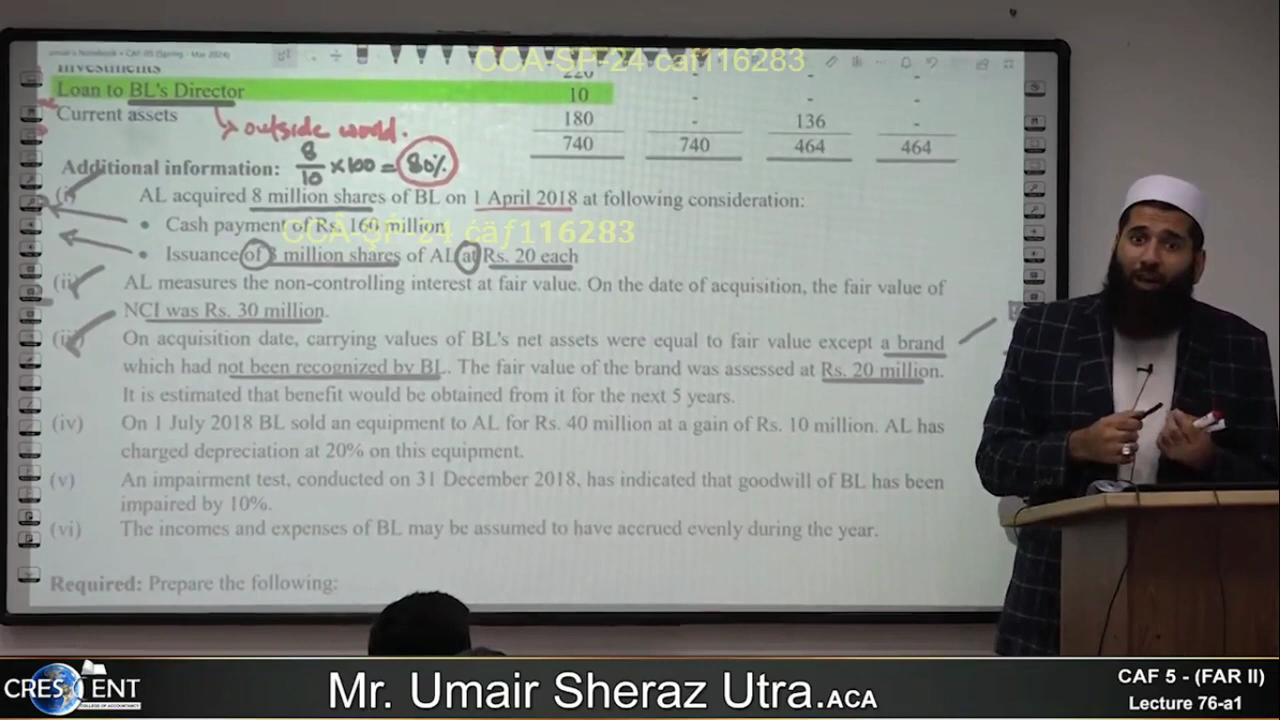 Umair's Notebook • CAF-05 (Spring - Mar 2024)
CCA-SP-24 caf116283
Investments 220 - - -
Loan to BL's Director 10 - - -
Current assets 180 - 136 -
outside world.
740 740 464 464
Additional information: 8/10 ×100 = 80%
(i) AL acquired 8 million shares of BL on 1 April 2018 at following consideration:
• Cash payment of Rs. 160 million
CCA-SP-24 caf116283
• Issuance of 3 million shares of AL at Rs. 20 each
(ii) AL measures the non-controlling interest at fair value. On the date of acquisition, the fair value of
NCI was Rs. 30 million.
(iii) On acquisition date, carrying values of BL's net assets were equal to fair value except a brand
which had not been recognized by BL. The fair value of the brand was assessed at Rs. 20 million.
It is estimated that benefit would be obtained from it for the next 5 years.
(iv) On 1 July 2018 BL sold an equipment to AL for Rs. 40 million at a gain of Rs. 10 million. AL has
charged depreciation at 20% on this equipment.
(v) An impairment test, conducted on 31 December 2018, has indicated that goodwill of BL has been
impaired by 10%.
(vi) The incomes and expenses of BL may be assumed to have accrued evenly during the year.
Required: Prepare the following:
CRESCENT
COLLEGE OF ACCOUNTANCY
Mr. Umair Sheraz Utra.ACA
CAF 5 - (FAR II)
Lecture 76-a1